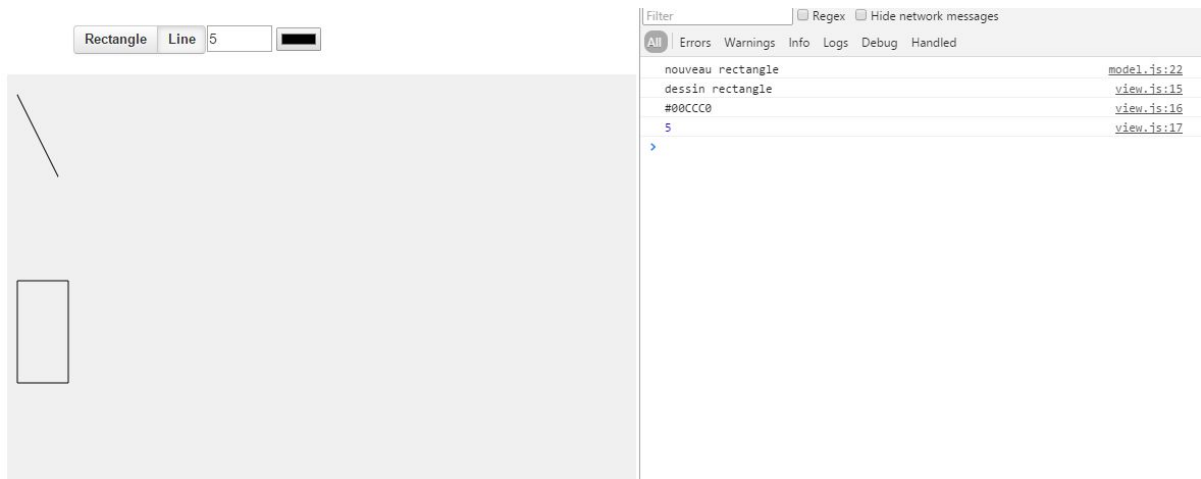 Rectangle Line 5
Filter Regex Hide network messages
All Errors Warnings Info Logs Debug Handled
nouveau rectangle model.js:22
dessin rectangle view.js:15
#00CCC0 view.js:16
5 view.js:17
>